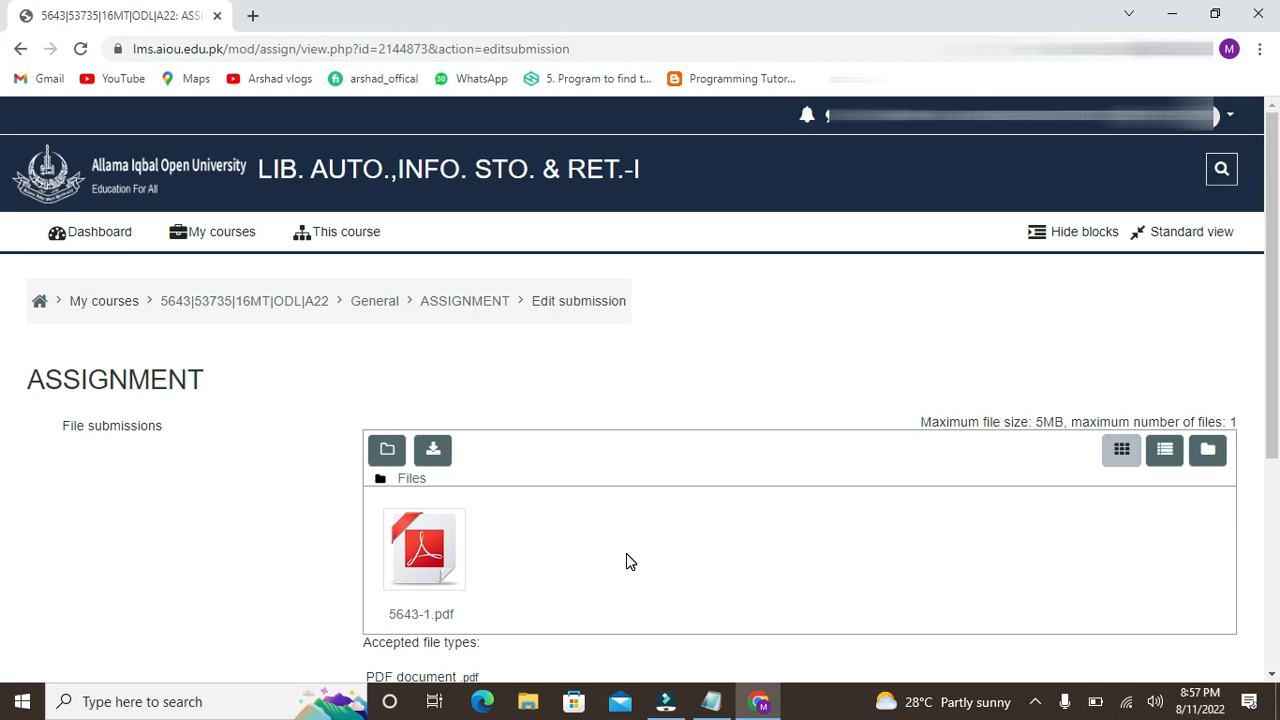 5643|53735|16MT|ODL|A22: ASSI
lms.aiou.edu.pk/mod/assign/view.php?id=2144873&action=editsubmission
M
Gmail YouTube Maps Arshad vlogs arshad_offical WhatsApp 5. Program to find t... Programming Tutor...
Allama Iqbal Open University
Education For All
LIB. AUTO.,INFO. STO. & RET.-I
Dashboard My courses This course Hide blocks Standard view
My courses > 5643|53735|16MT|ODL|A22 > General > ASSIGNMENT > Edit submission
ASSIGNMENT
Maximum file size: 5MB, maximum number of files: 1
File submissions
Files
5643-1.pdf
Accepted file types:
PDF document .pdf
Type here to search
28°C Partly sunny
8:57 PM
8/11/2022